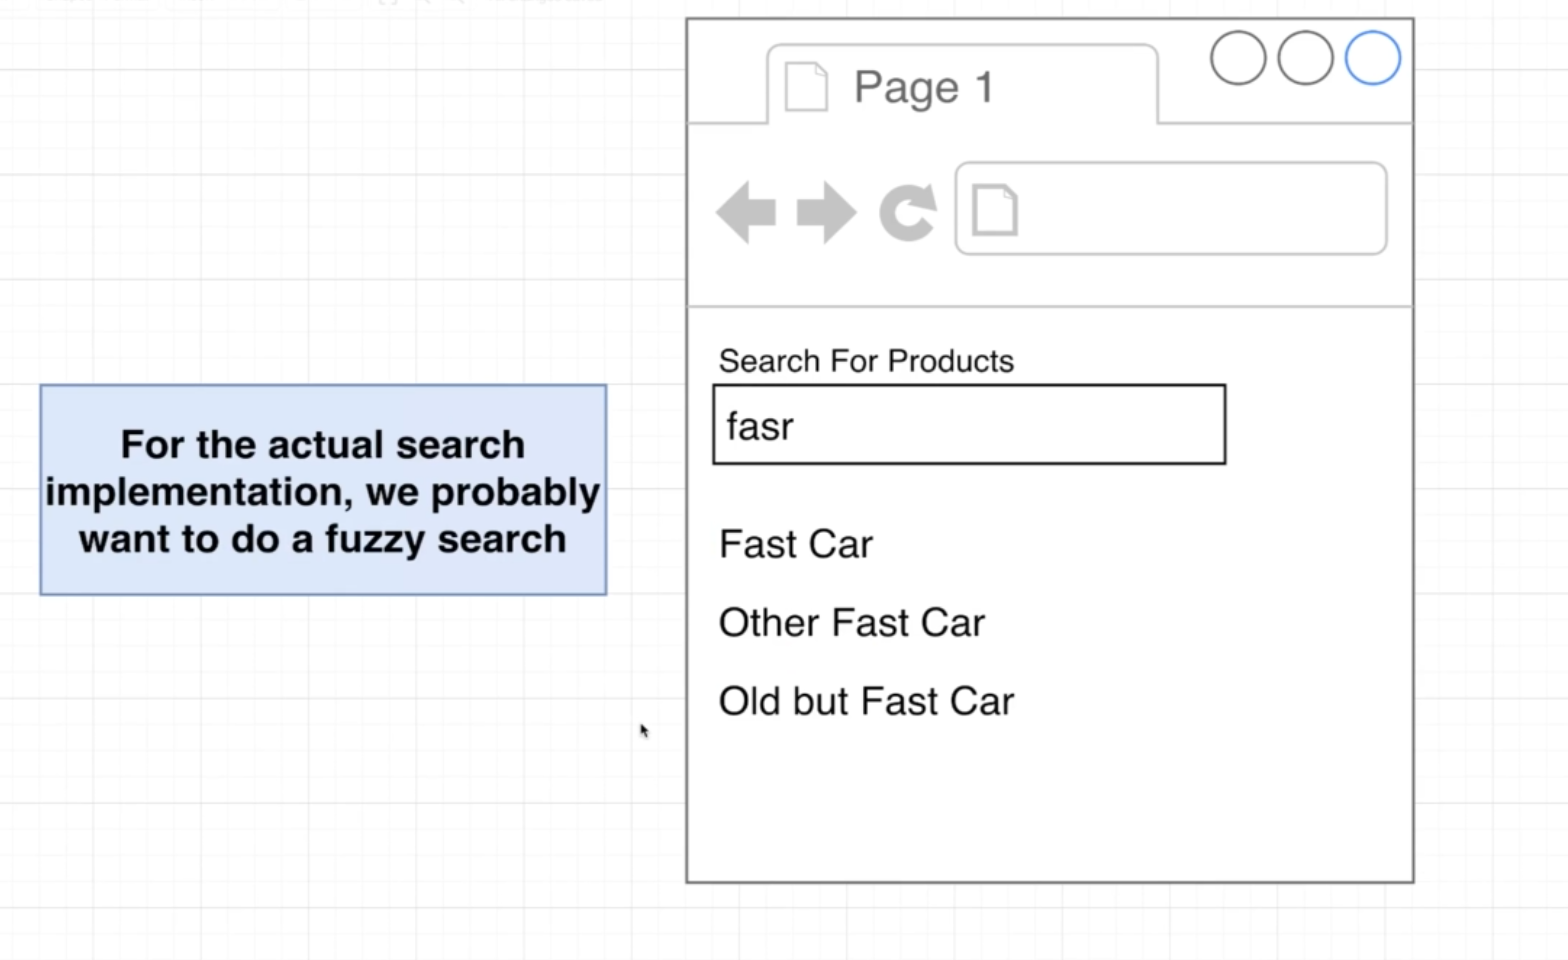 For the actual search
implementation, we probably
want to do a fuzzy search
Page 1
Search For Products
fasr
Fast Car
Other Fast Car
Old but Fast Car